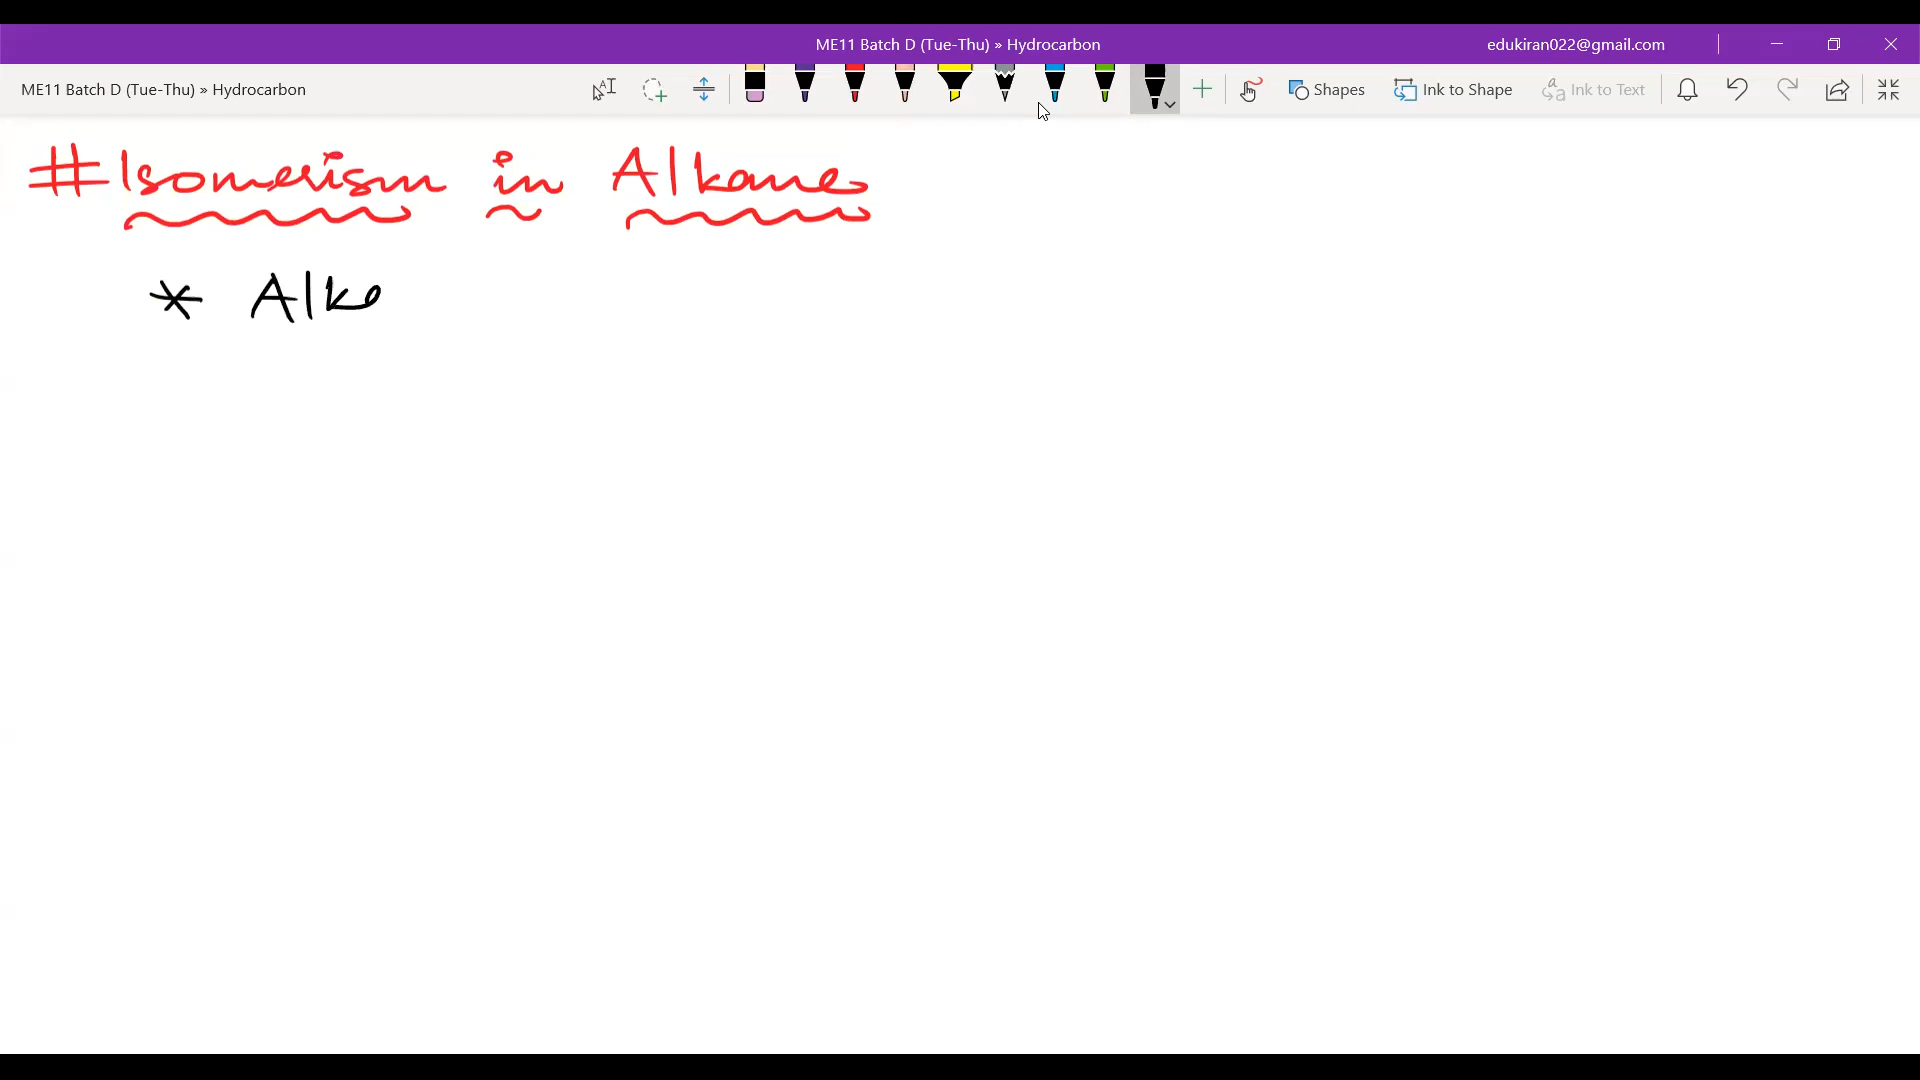 ME11 Batch D (Tue-Thu) » Hydrocarbon
edukiran022@gmail.com
ME11 Batch D (Tue-Thu) » Hydrocarbon
Shapes
Ink to Shape
Ink to Text
#Isomerism in Alkanes
* Alka